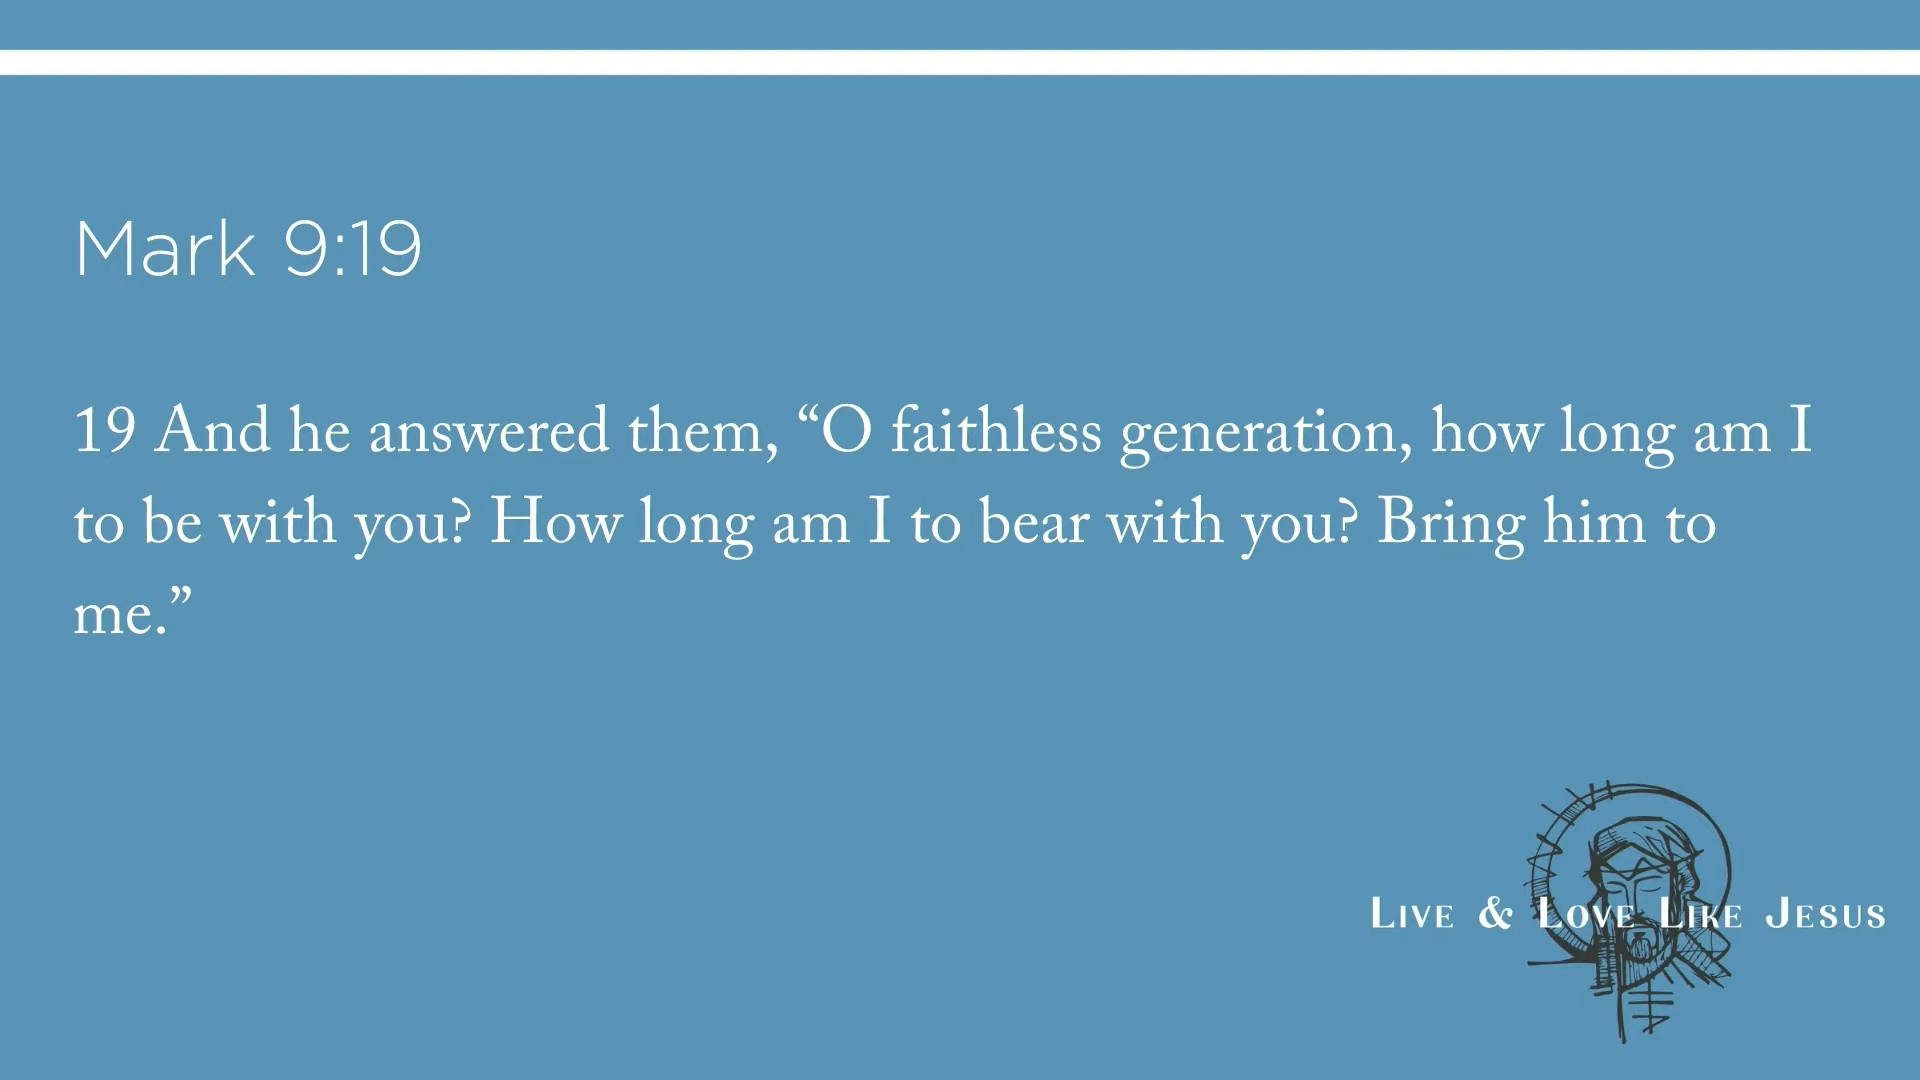 Mark 9:19
19 And he answered them, “O faithless generation, how long am I
to be with you? How long am I to bear with you? Bring him to
me.”
Live & Love Like Jesus